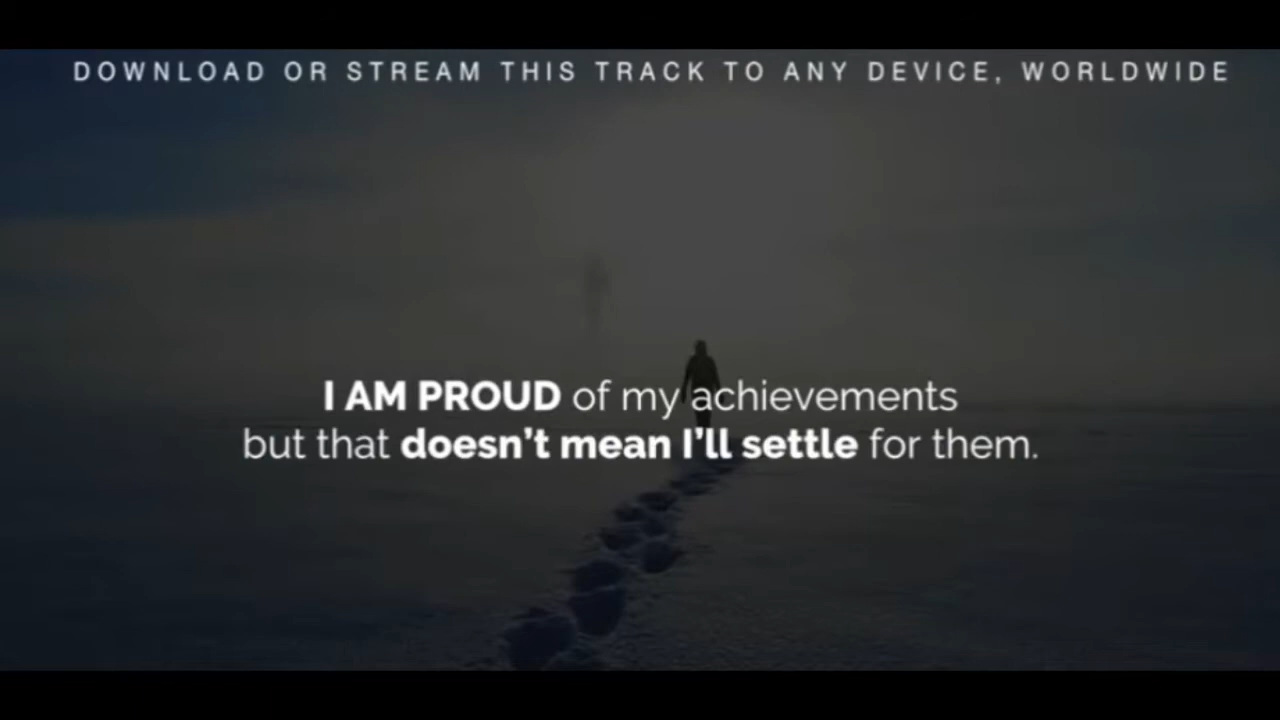 DOWNLOAD OR STREAM THIS TRACK TO ANY DEVICE, WORLDWIDE
I AM PROUD of my achievements
but that doesn't mean I'll settle for them.